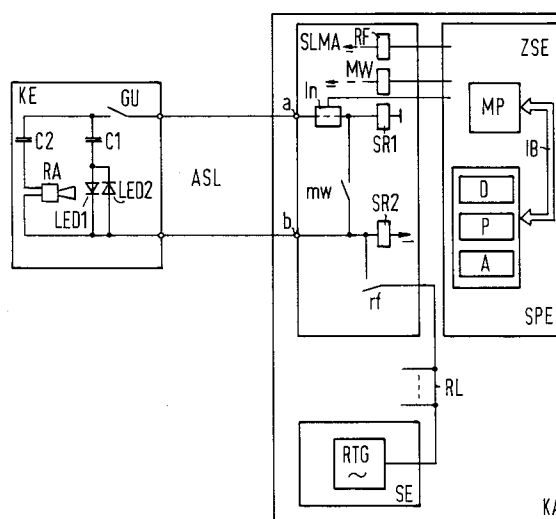 SLMA
RF
ZSE
MW
KE
GU
a
In
MP
C2
C1
SR1
IB
RA
LED1
LED2
ASL
mw
SR2
D
b
P
A
rf
SPE
RL
RTG
~
SE
KA